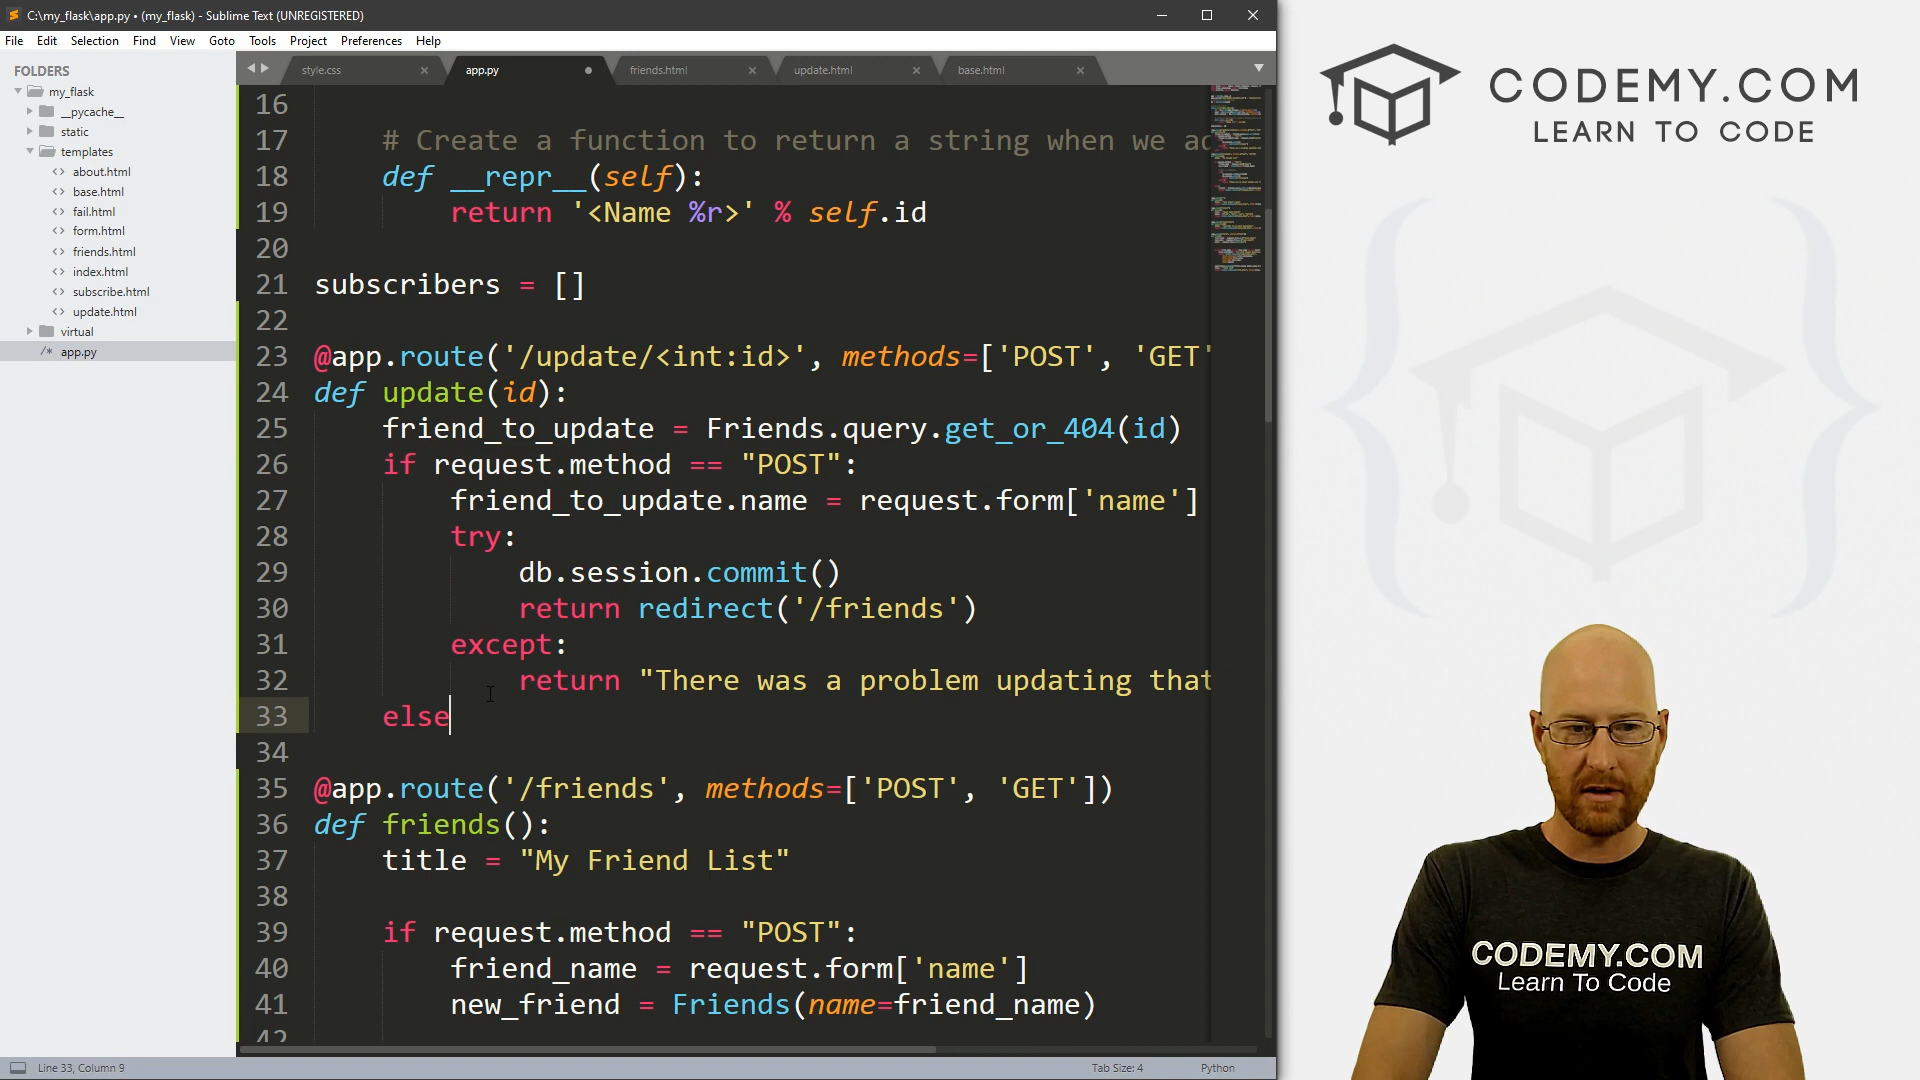 C:\my_flask\app.py • (my_flask) - Sublime Text (UNREGISTERED)
File Edit Selection Find View Goto Tools Project Preferences Help
FOLDERS
my_flask
__pycache__
static
templates
about.html
base.html
fail.html
form.html
friends.html
index.html
subscribe.html
update.html
virtual
app.py
style.css app.py friends.html update.html base.html
16
17 # Create a function to return a string when we ad
18 def __repr__(self):
19 return '<Name %r>' % self.id
20
21 subscribers = []
22
23 @app.route('/update/<int:id>', methods=['POST', 'GET'
24 def update(id):
25 friend_to_update = Friends.query.get_or_404(id)
26 if request.method == "POST":
27 friend_to_update.name = request.form['name']
28 try:
29 db.session.commit()
30 return redirect('/friends')
31 except:
32 return "There was a problem updating that
33 else
34
35 @app.route('/friends', methods=['POST', 'GET'])
36 def friends():
37 title = "My Friend List"
38
39 if request.method == "POST":
40 friend_name = request.form['name']
41 new_friend = Friends(name=friend_name)
42
Line 33, Column 9
Tab Size: 4
Python
CODEMY.COM
LEARN TO CODE
CODEMY.COM
Learn To Code